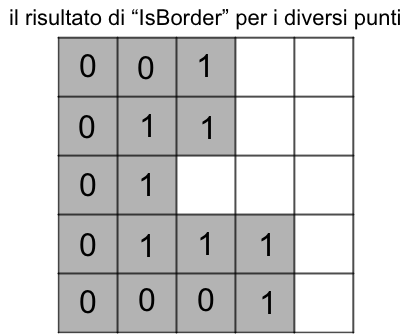 il risultato di “IsBorder” per i diversi punti
0 0 1
0 1 1
0 1
0 1 1 1
0 0 0 1